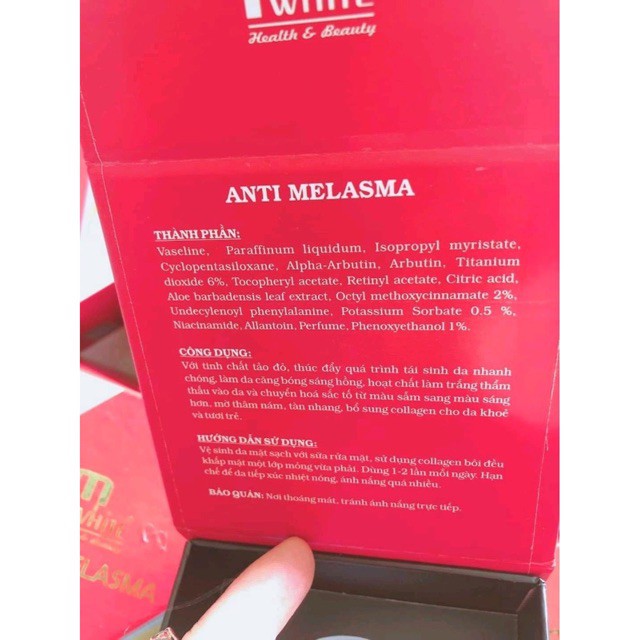 WHITE
Health & Beauty
ANTI MELASMA
THÀNH PHẦN:
Vaseline, Paraffinum liquidum, Isopropyl myristate,
Cyclopentasiloxane, Alpha-Arbutin, Arbutin, Titanium
dioxide 6%, Tocopheryl acetate, Retinyl acetate, Citric acid,
Aloe barbadensis leaf extract, Octyl methoxycinnamate 2%,
Undecylenoyl phenylalanine, Potassium Sorbate 0.5 %,
Niacinamide, Allantoin, Perfume, Phenoxyethanol 1%.
CÔNG DỤNG:
Với tinh chất tảo đỏ, thúc đẩy quá trình tái sinh da nhanh
chóng, làm da căng bóng sáng hồng, hoạt chất làm trắng thẩm
thấu vào da và chuyển hoá sắc tố từ màu sẫm sang màu sáng
hơn, mờ thâm nám, tàn nhang, bổ sung collagen cho da khoẻ
và tươi trẻ.
HƯỚNG DẪN SỬ DỤNG:
Vệ sinh da mặt sạch với sữa rửa mặt, sử dụng collagen bôi đều
khắp mặt một lớp mỏng vừa phải. Dùng 1-2 lần mỗi ngày. Hạn
chế để da tiếp xúc nhiệt nóng, ánh nắng quá nhiều.
BẢO QUẢN: Nơi thoáng mát, tránh ánh nắng trực tiếp.
WHITE
ELASMA